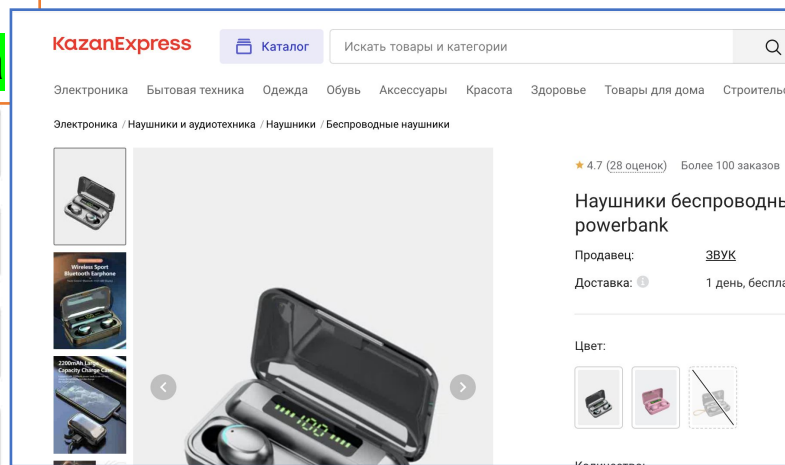 KazanExpress
Каталог
Искать товары и категории
Электроника Бытовая техника Одежда Обувь Аксессуары Красота Здоровье Товары для дома
Электроника / Наушники и аудиотехника / Наушники / Беспроводные наушники
4.7 (28 оценок) Более 100 заказов
Наушники
powerbank
Продавец: ЗВУК
Доставка: 1 день,
Цвет:
Wireless Sport
Bluetooth Earphone
2200mAh Large
Capacity Charge Case
100